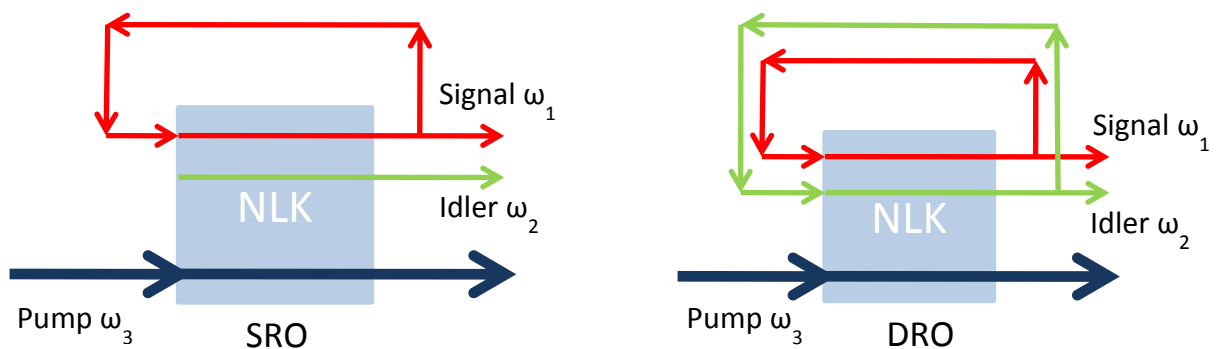 Signal ω₁
NLK
Idler ω₂
Pump ω₃
SRO
Signal ω₁
NLK
Idler ω₂
Pump ω₃
DRO